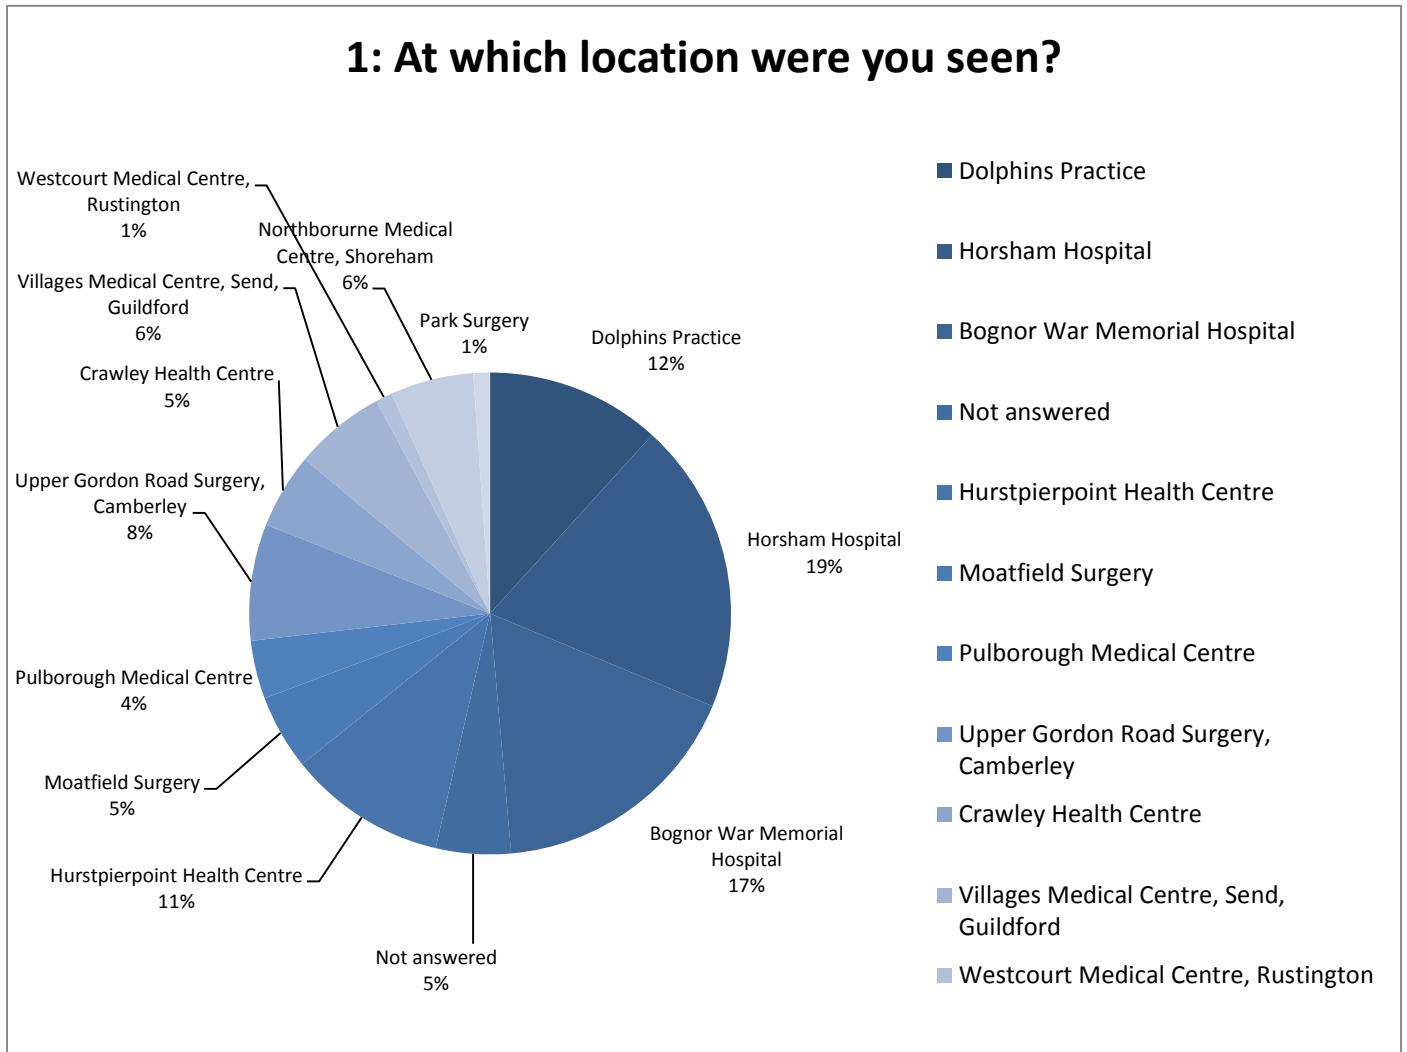 1: At which location were you seen?
Westcourt Medical Centre,
Rustington
1%
Northborurne Medical
Centre, Shoreham
6%
Villages Medical Centre, Send,
Guildford
6%
Park Surgery
1%
Dolphins Practice
12%
Crawley Health Centre
5%
Upper Gordon Road Surgery,
Camberley
8%
Horsham Hospital
19%
Pulborough Medical Centre
4%
Moatfield Surgery
5%
Bognor War Memorial
Hospital
17%
Hurstpierpoint Health Centre
11%
Not answered
5%
Dolphins Practice
Horsham Hospital
Bognor War Memorial Hospital
Not answered
Hurstpierpoint Health Centre
Moatfield Surgery
Pulborough Medical Centre
Upper Gordon Road Surgery,
Camberley
Crawley Health Centre
Villages Medical Centre, Send,
Guildford
Westcourt Medical Centre, Rustington